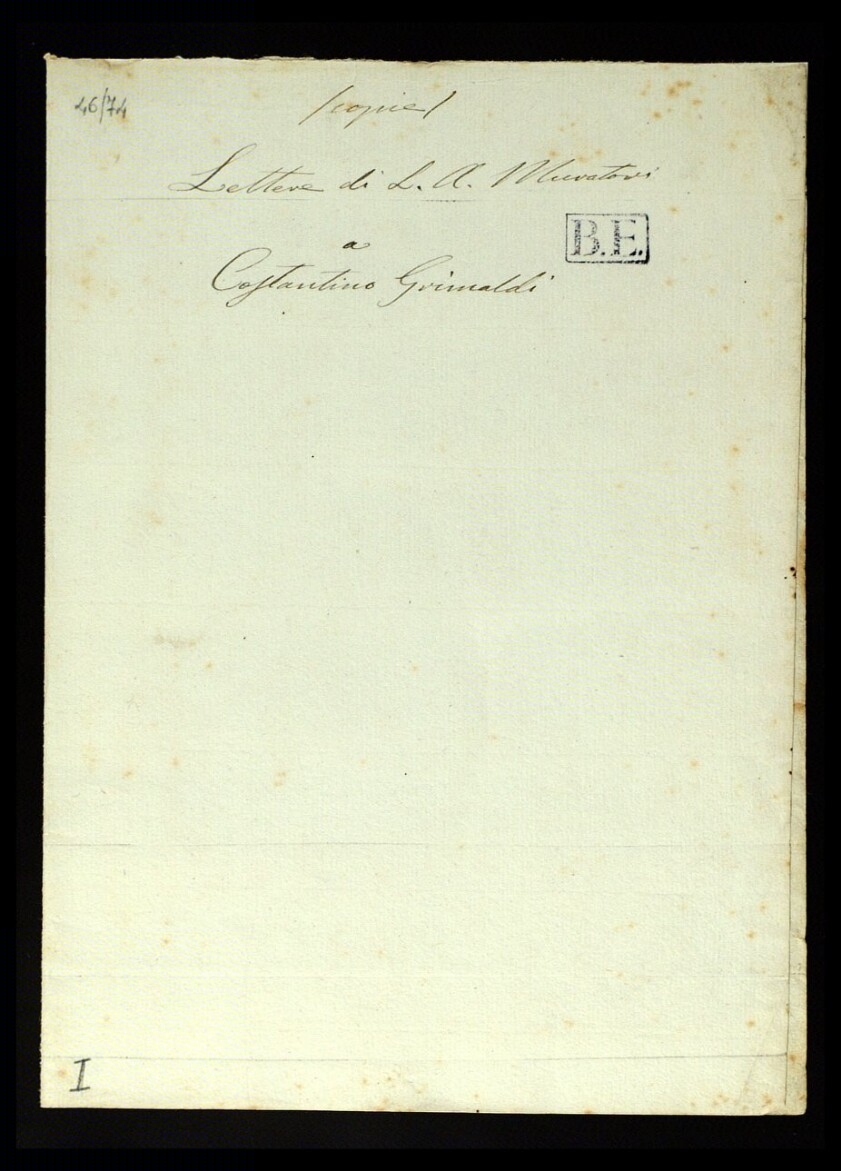 46/74
/copie/
Lettere di L. A. Muratori
B.E.
a
Costantino Grimaldi
I